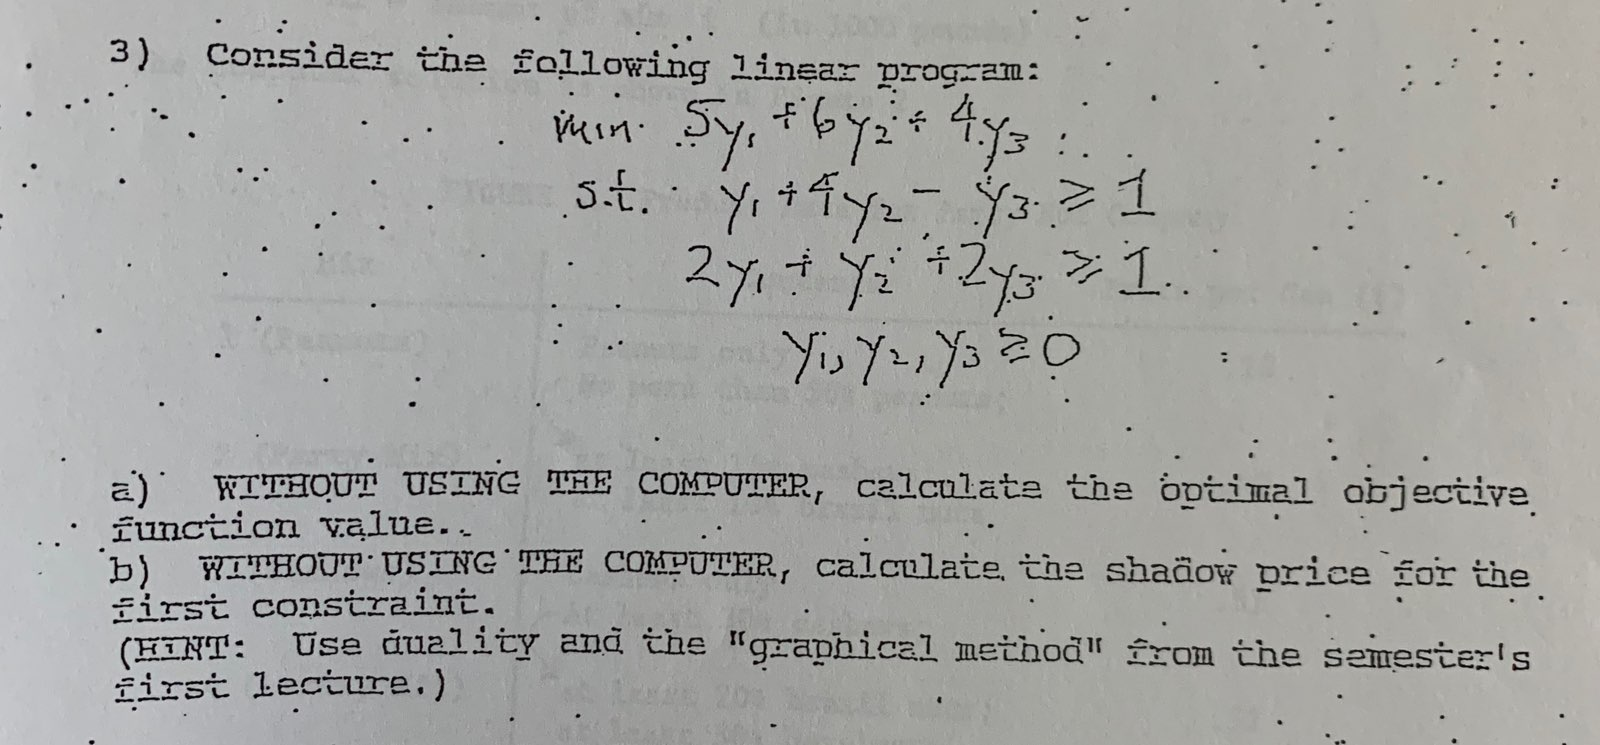 3) Consider the following linear program:
min 5y₁ + 6y₂ + 4y₃
s.t. y₁ + 4y₂ - y₃ ≥ 1
2y₁ + y₂ + 2y₃ ≥ 1
y₁, y₂, y₃ ≥ 0
a) WITHOUT USING THE COMPUTER, calculate the optimal objective
function value.
b) WITHOUT USING THE COMPUTER, calculate the shadow price for the
first constraint.
(HINT: Use duality and the "graphical method" from the semester's
first lecture.)